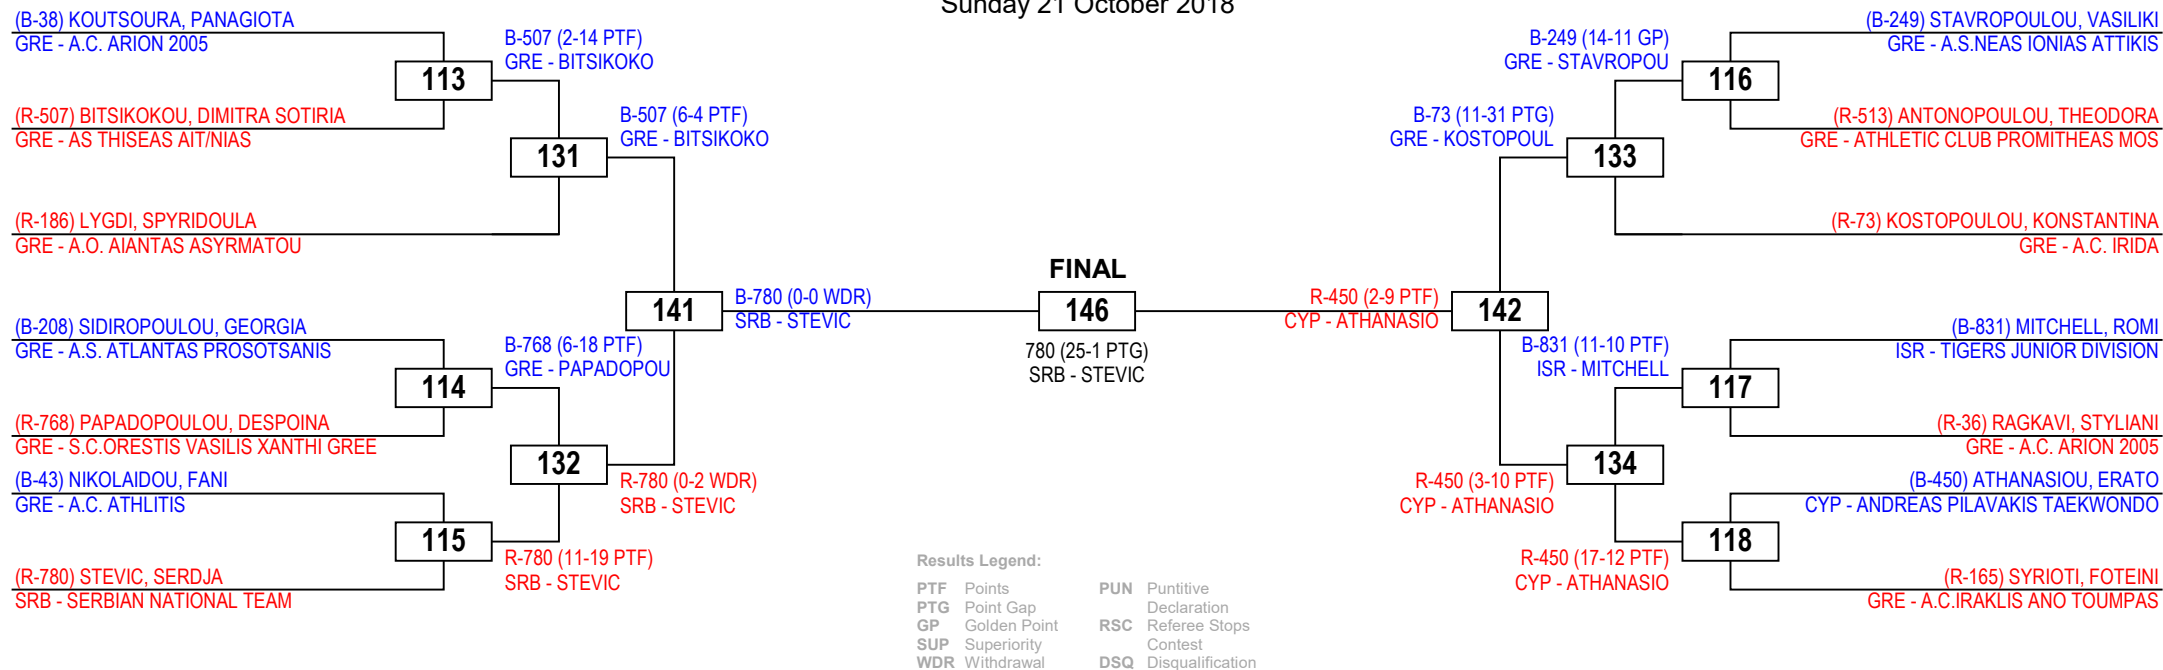 Sunday 21 October 2018
(B-38) KOUTSOURA, PANAGIOTA
GRE - A.C. ARION 2005
113
(R-507) BITSIKOKOU, DIMITRA SOTIRIA
GRE - AS THISEAS AIT/NIAS
B-507 (2-14 PTF)
GRE - BITSIKOKO
131
(R-186) LYGDI, SPYRIDOULA
GRE - A.O. AIANTAS ASYRMATOU
B-507 (6-4 PTF)
GRE - BITSIKOKO
141
(B-208) SIDIROPOULOU, GEORGIA
GRE - A.S. ATLANTAS PROSOTSANIS
114
(R-768) PAPADOPOULOU, DESPOINA
GRE - S.C.ORESTIS VASILIS XANTHI GREE
B-768 (6-18 PTF)
GRE - PAPADOPOU
132
(B-43) NIKOLAIDOU, FANI
GRE - A.C. ATHLITIS
115
(R-780) STEVIC, SERDJA
SRB - SERBIAN NATIONAL TEAM
R-780 (11-19 PTF)
SRB - STEVIC
R-780 (0-2 WDR)
SRB - STEVIC
B-780 (0-0 WDR)
SRB - STEVIC
FINAL
146
780 (25-1 PTG)
SRB - STEVIC
R-450 (2-9 PTF)
CYP - ATHANASIO
142
B-73 (11-31 PTG)
GRE - KOSTOPOUL
133
B-249 (14-11 GP)
GRE - STAVROPOU
116
(B-249) STAVROPOULOU, VASILIKI
GRE - A.S.NEAS IONIAS ATTIKIS
(R-513) ANTONOPOULOU, THEODORA
GRE - ATHLETIC CLUB PROMITHEAS MOS
(R-73) KOSTOPOULOU, KONSTANTINA
GRE - A.C. IRIDA
B-831 (11-10 PTF)
ISR - MITCHELL
117
(B-831) MITCHELL, ROMI
ISR - TIGERS JUNIOR DIVISION
(R-36) RAGKAVI, STYLIANI
GRE - A.C. ARION 2005
134
R-450 (3-10 PTF)
CYP - ATHANASIO
(B-450) ATHANASIOU, ERATO
CYP - ANDREAS PILAVAKIS TAEKWONDO
118
R-450 (17-12 PTF)
CYP - ATHANASIO
(R-165) SYRIOTI, FOTEINI
GRE - A.C.IRAKLIS ANO TOUMPAS
Results Legend:
PTF Points
PTG Point Gap
GP Golden Point
SUP Superiority
WDR Withdrawal
PUN Puntitive
Declaration
RSC Referee Stops
Contest
DSQ Disqualification